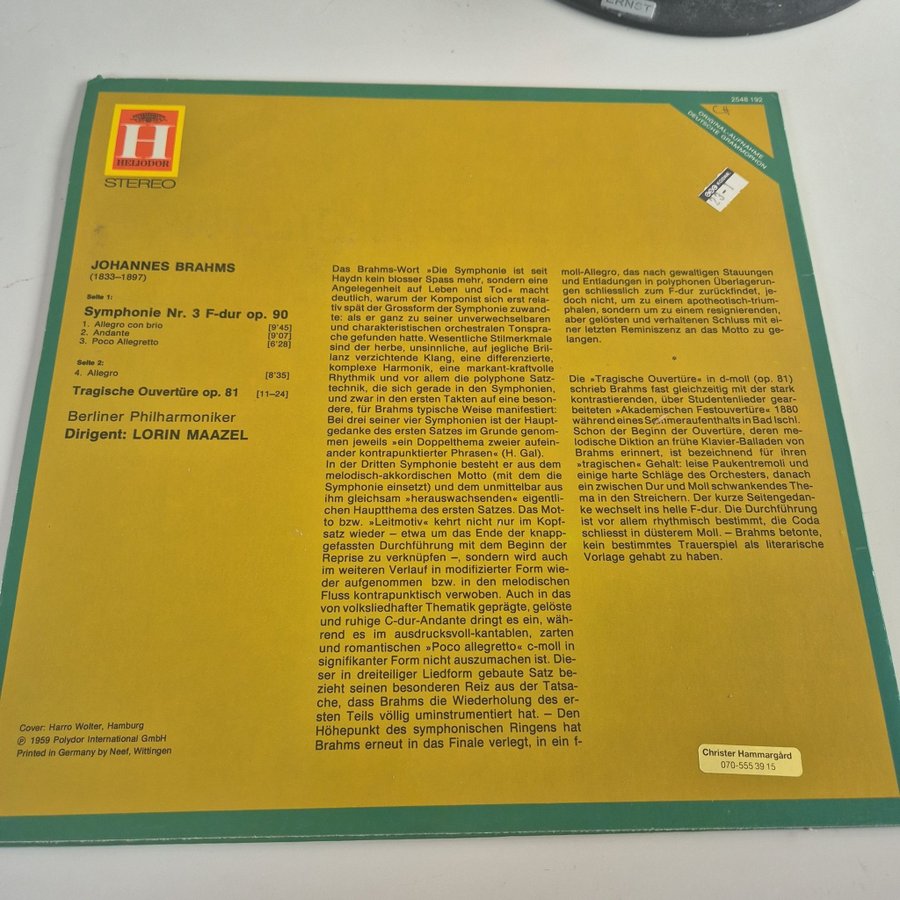 ERNST
2548 192
CH
ORIGINAL-AUFNAHME
DEUTSCHE GRAMMOPHON
H
HELIODOR
STEREO
23-1
JOHANNES BRAHMS
(1833–1897)
Seite 1:
Symphonie Nr. 3 F-dur op. 90
1. Allegro con brio [9'45]
2. Andante [9'07]
3. Poco Allegretto [6'28]
Seite 2:
4. Allegro [8'35]
Tragische Ouvertüre op. 81 [11–24]
Berliner Philharmoniker
Dirigent: LORIN MAAZEL
Das Brahms-Wort »Die Symphonie ist seit
Haydn kein blosser Spass mehr, sondern eine
Angelegenheit auf Leben und Tod« macht
deutlich, warum der Komponist sich erst rela-
tiv spät der Grossform der Symphonie zuwand-
te: als er ganz zu seiner unverwechselbaren
und charakteristischen orchestralen Tonspra-
che gefunden hatte. Wesentliche Stilmerkmale
sind der herbe, unsinnliche, auf jegliche Bril-
lanz verzichtende Klang, eine differenzierte,
komplexe Harmonik, eine markant-kraftvolle
Rhythmik und vor allem die polyphone Satz-
technik, die sich gerade in den Symphonien,
und zwar in den ersten Takten auf eine beson-
dere, für Brahms typische Weise manifestiert:
Bei drei seiner vier Symphonien ist der Haupt-
gedanke des ersten Satzes im Grunde genom-
men jeweils »ein Doppelthema zweier aufein-
ander kontrapunktierter Phrasen« (H. Gal).
In der Dritten Symphonie besteht er aus dem
melodisch-akkordischen Motto (mit dem die
Symphonie einsetzt) und dem unmittelbar aus
ihm gleichsam »herauswachsenden« eigentli-
chen Hauptthema des ersten Satzes. Das Mot-
to bzw. »Leitmotiv« kehrt nicht nur im Kopf-
satz wieder – etwa um das Ende der knapp-
gefassten Durchführung mit dem Beginn der
Reprise zu verknüpfen –, sondern wird auch
im weiteren Verlauf in modifizierter Form wie-
der aufgenommen bzw. in den melodischen
Fluss kontrapunktisch verwoben. Auch in das
von volksliedhafter Thematik geprägte, gelöste
und ruhige C-dur-Andante dringt es ein, wäh-
rend es im ausdrucksvoll-kantablen, zarten
und romantischen »Poco allegretto« c-moll in
signifikanter Form nicht auszumachen ist. Die-
ser in dreiteiliger Liedform gebaute Satz be-
zieht seinen besonderen Reiz aus der Tatsa-
che, dass Brahms die Wiederholung des er-
sten Teils völlig uminstrumentiert hat. – Den
Höhepunkt des symphonischen Ringens hat
Brahms erneut in das Finale verlegt, in ein f-
moll-Allegro, das nach gewaltigen Stauungen
und Entladungen in polyphonen Überlagerun-
gen schliesslich zum F-dur zurückfindet, je-
doch nicht, um zu einem apotheotisch-trium-
phalen, sondern um zu einem resignierenden,
aber gelösten und verhaltenen Schluss mit ei-
ner letzten Reminiszenz an das Motto zu ge-
langen.
Die »Tragische Ouvertüre« in d-moll (op. 81)
schrieb Brahms fast gleichzeitig mit der stark
kontrastierenden, über Studentenlieder gear-
beiteten »Akademischen Festouvertüre« 1880
während eines Sommeraufenthalts in Bad Ischl.
Schon der Beginn der Ouvertüre, deren me-
lodische Diktion an frühe Klavier-Balladen von
Brahms erinnert, ist bezeichnend für ihren
»tragischen« Gehalt: leise Paukentremoli und
einige harte Schläge des Orchesters, danach
ein zwischen Dur und Moll schwankendes The-
ma in den Streichern. Der kurze Seitengedan-
ke wechselt ins helle F-dur. Die Durchführung
ist vor allem rhythmisch bestimmt, die Coda
schliesst in düsterem Moll. – Brahms betonte,
kein bestimmtes Trauerspiel als literarische
Vorlage gehabt zu haben.
Cover: Harro Wolter, Hamburg
℗ 1959 Polydor International GmbH
Printed in Germany by Neef, Wittingen
Christer Hammargård
070-555 39 15